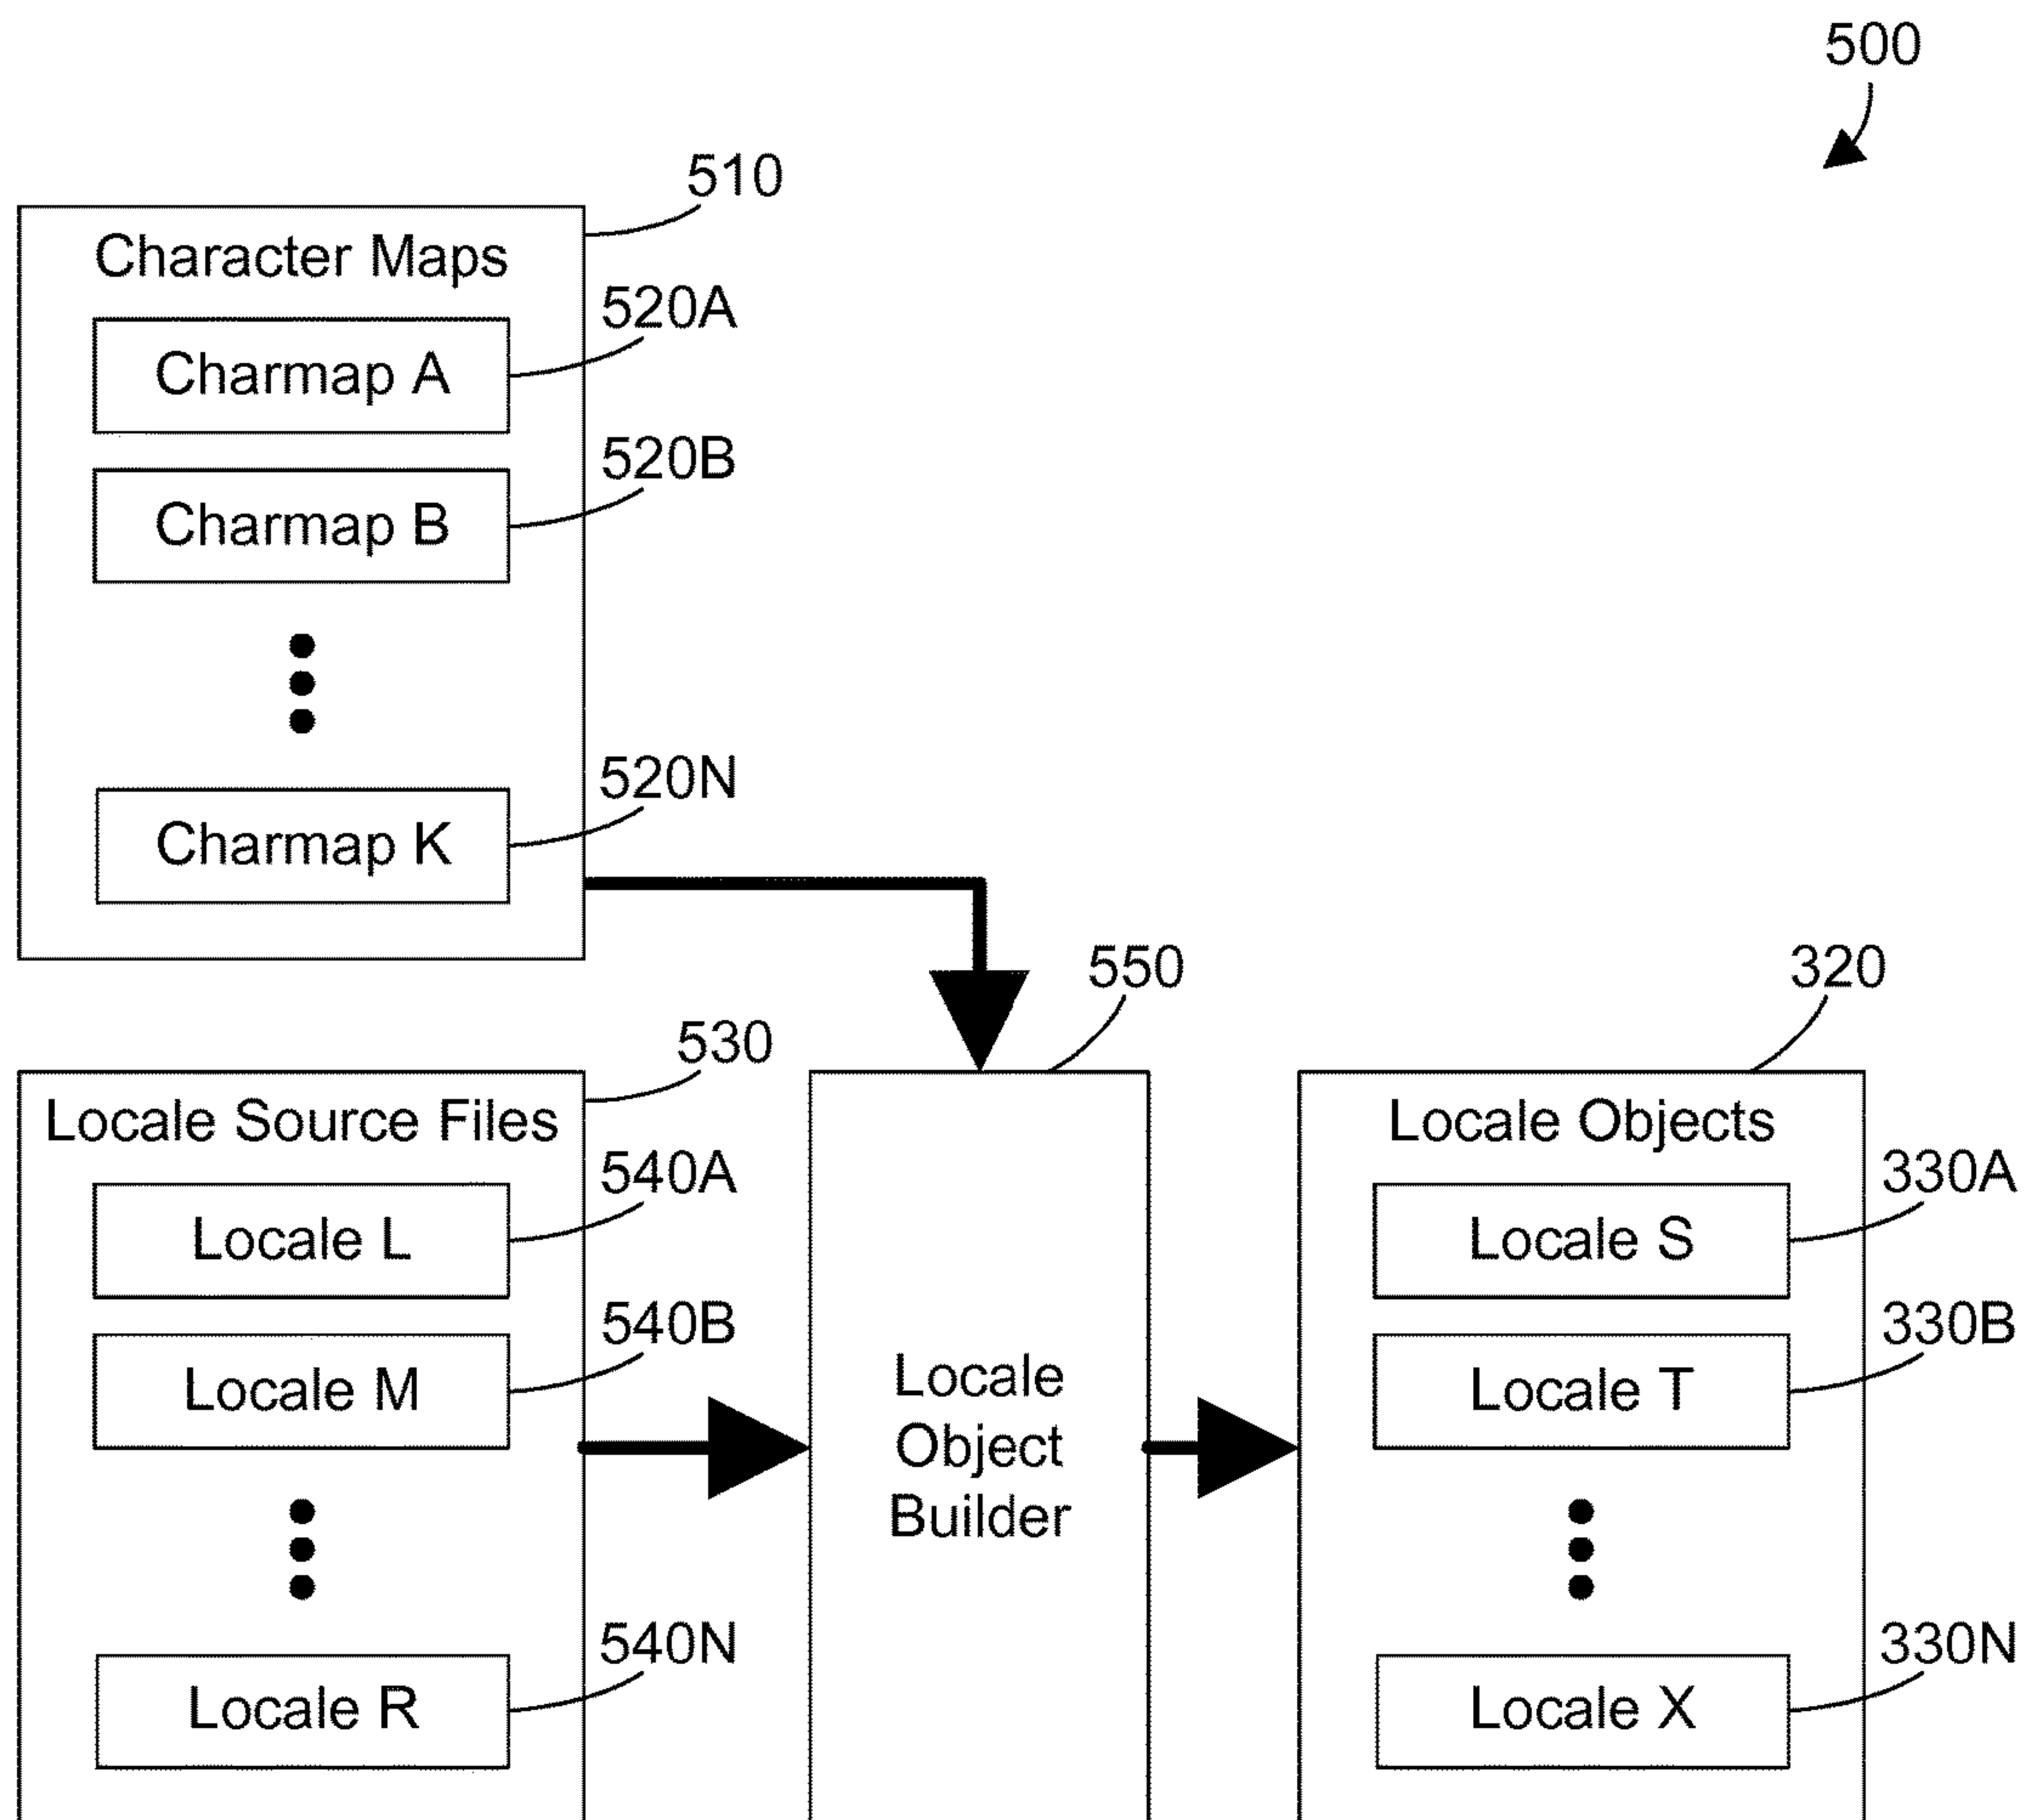 500
510
Character Maps
520A
Charmap A
520B
Charmap B
520N
Charmap K
550
320
530
Locale Source Files
540A
Locale L
540B
Locale M
540N
Locale R
Locale
Object
Builder
Locale Objects
330A
Locale S
330B
Locale T
330N
Locale X